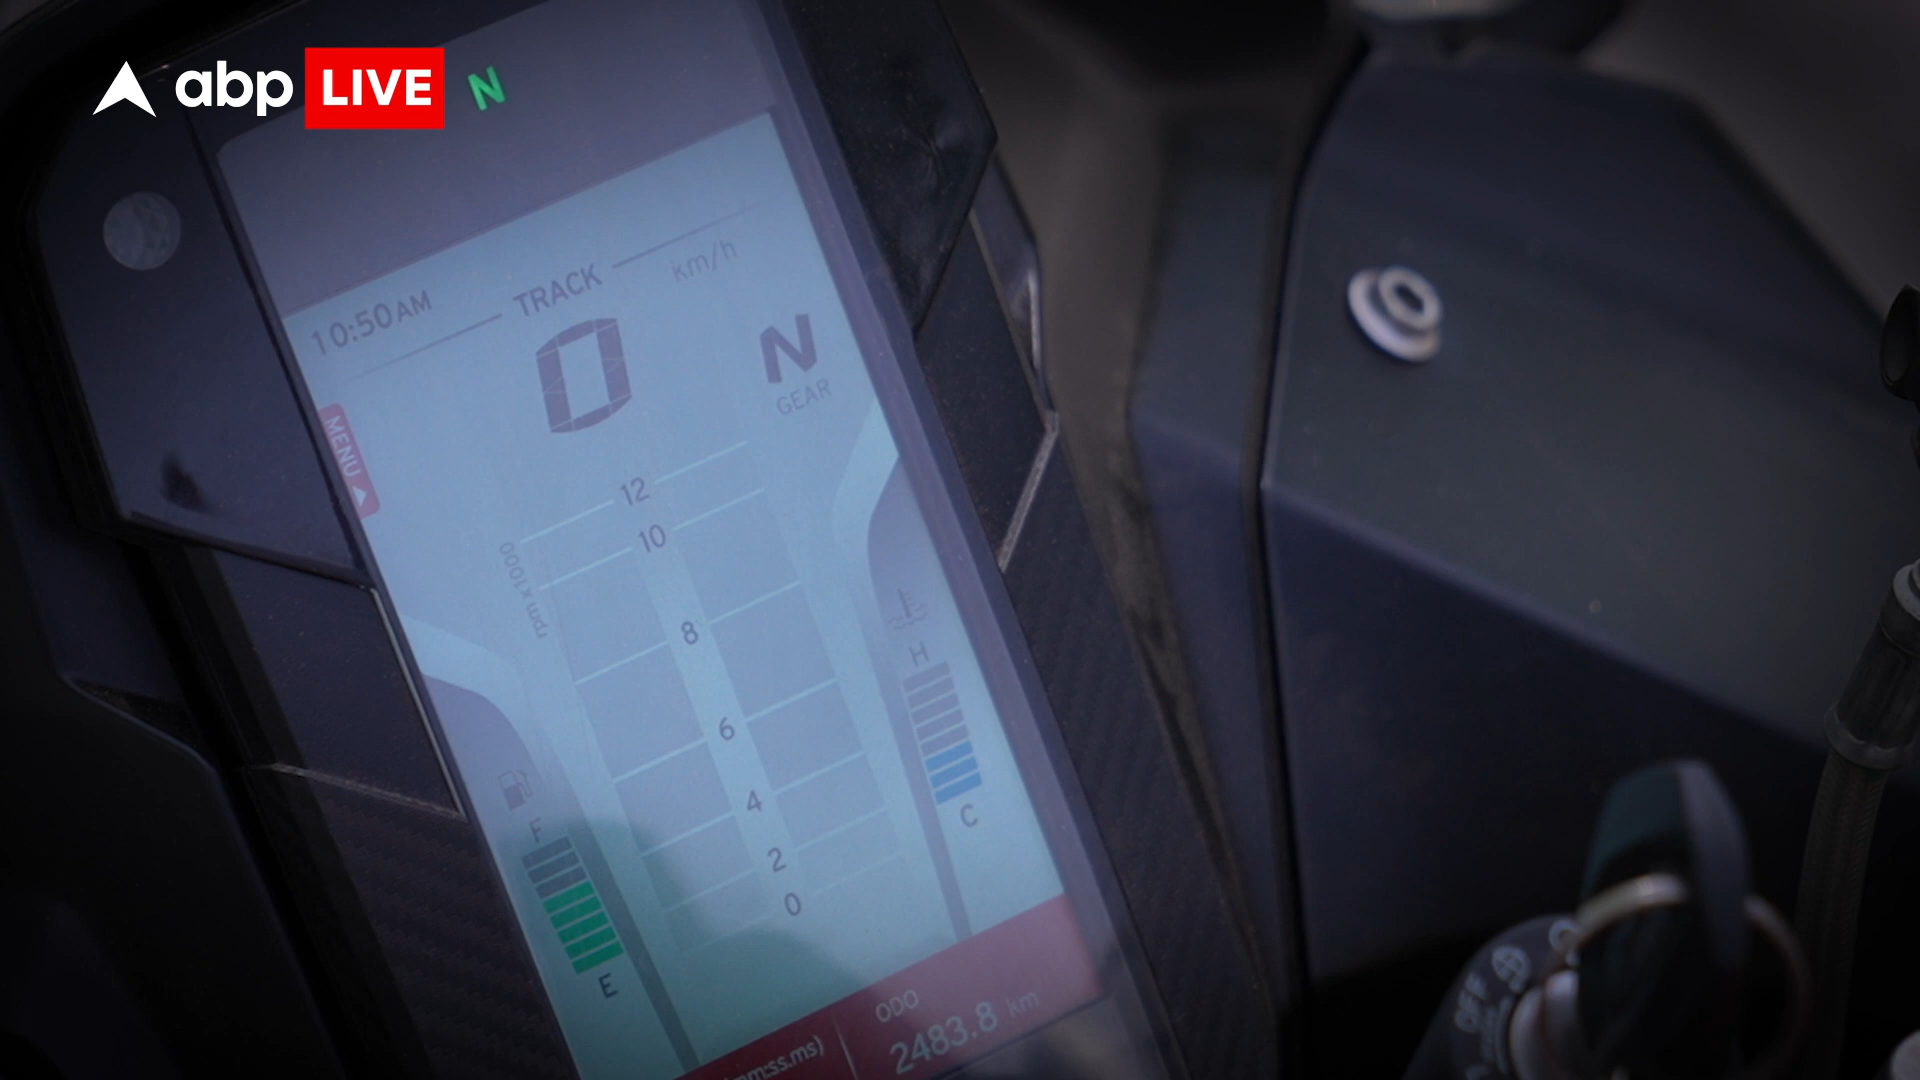 abp LIVE
N
10:50AM
TRACK
km/h
0
N
GEAR
MENU
12
10
rpm x1000
8
6
H
4
C
F
2
0
E
ODO
2483.8 km
mm:ss.ms)
OFF